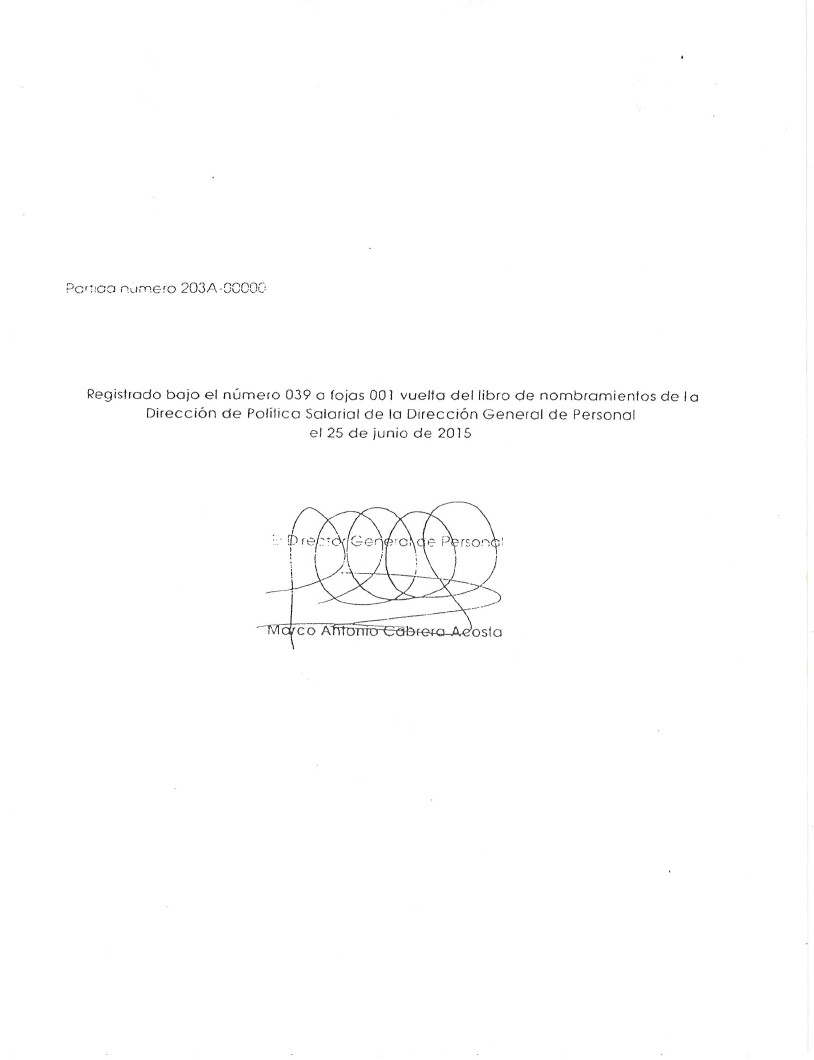 Partida numero 203A-00000
Registrado bajo el número 039 a fojas 001 vuelta del libro de nombramientos de la
Dirección de Política Salarial de la Dirección General de Personal
el 25 de junio de 2015
El Director General de Personal
Marco Antonio Cabrera Acosta